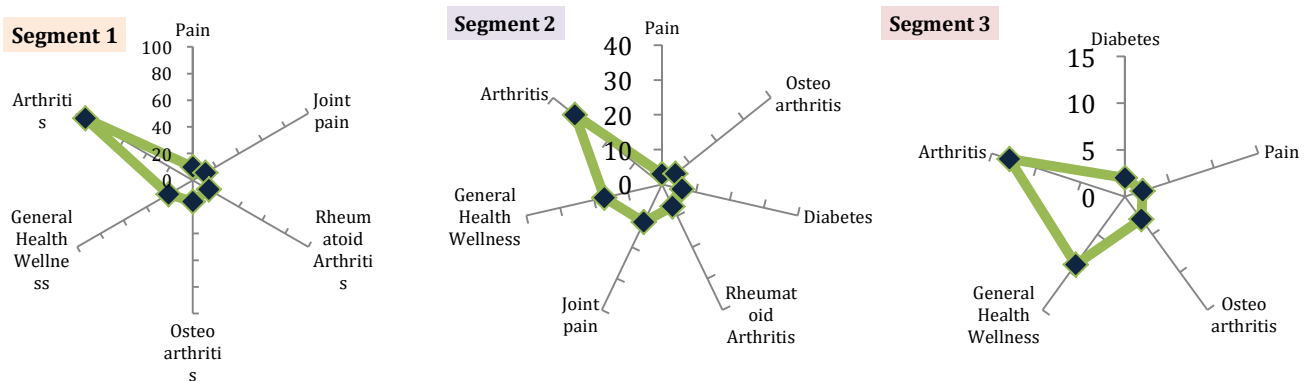 Segment 1
Pain
100
80
60
40
20
0
Joint
pain
Rheum
atoid
Arthriti
s
Osteo
arthriti
s
General
Health
Wellne
ss
Arthriti
s
Segment 2
Pain
40
30
20
10
0
Osteo
arthritis
Diabetes
Rheumat
oid
Arthritis
Joint
pain
General
Health
Wellness
Arthritis
Segment 3
Diabetes
15
10
5
0
Pain
Osteo
arthritis
General
Health
Wellness
Arthritis